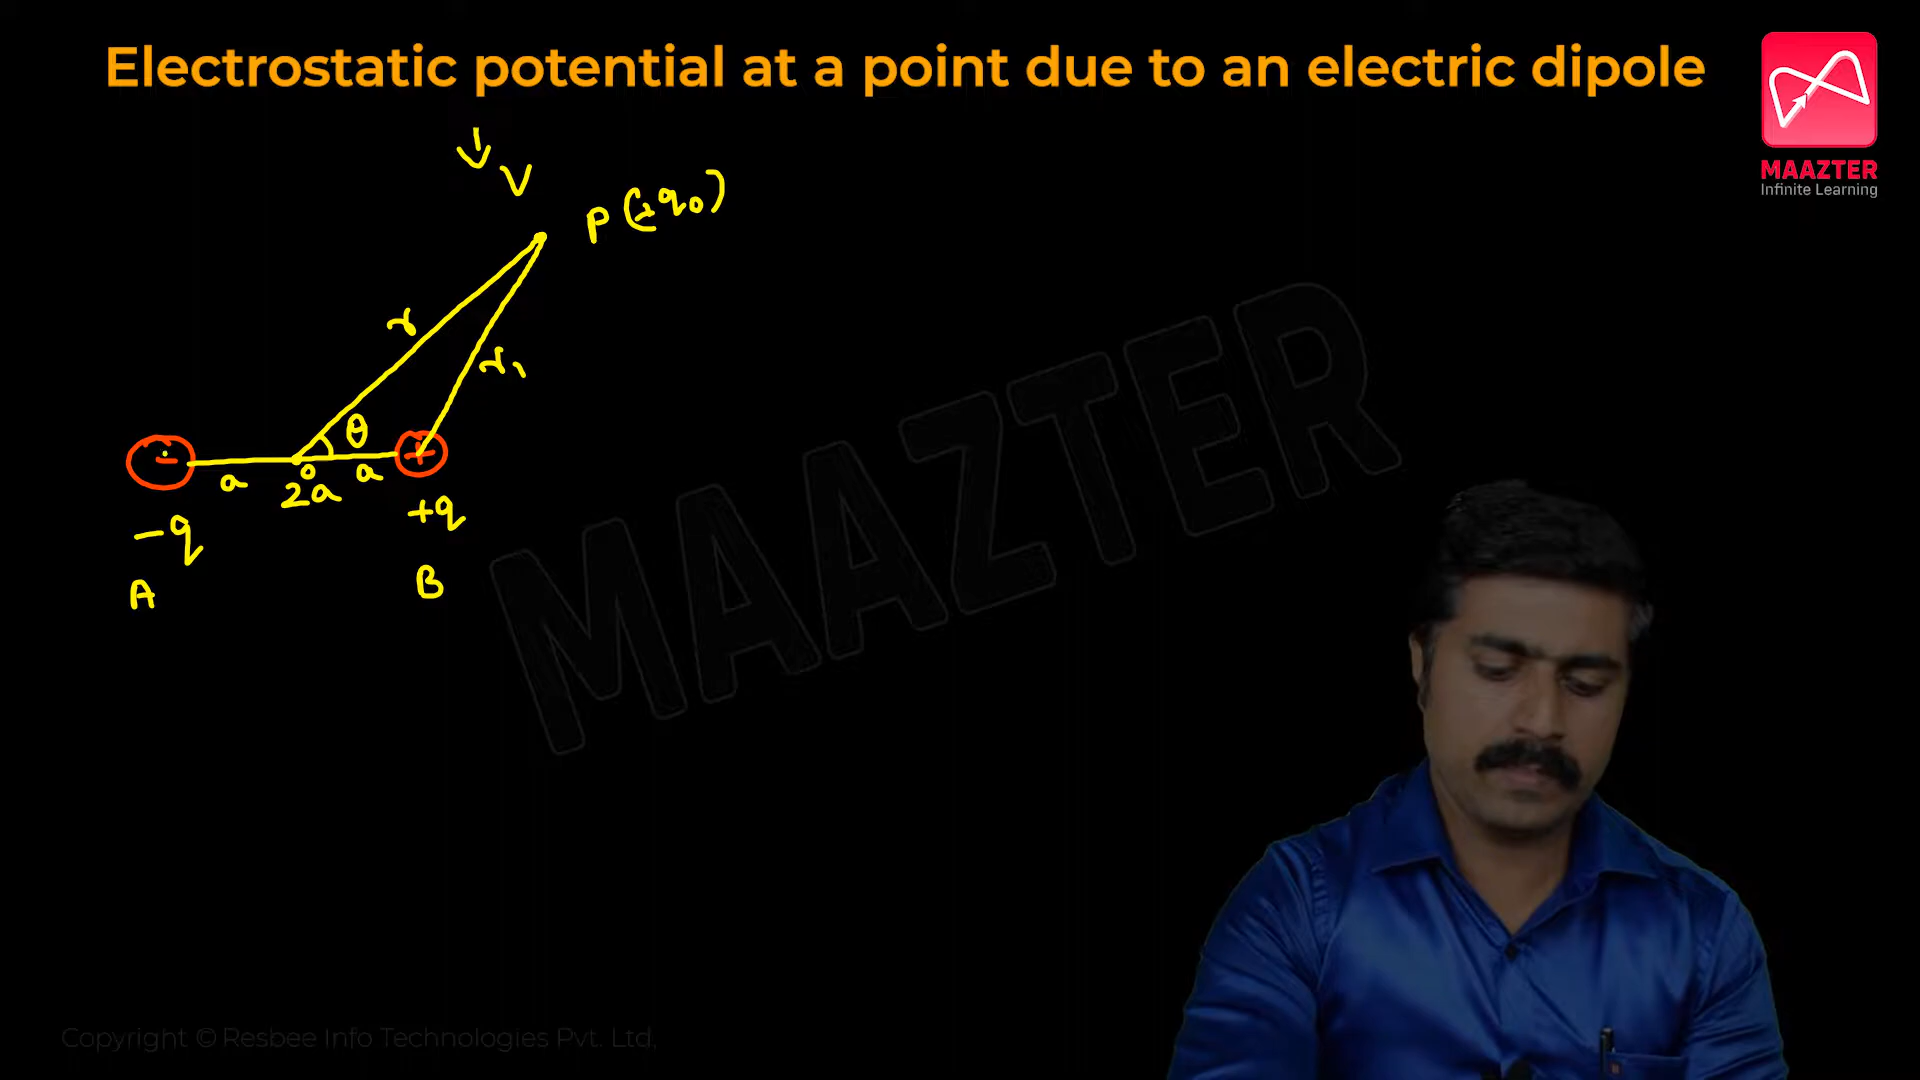 Electrostatic potential at a point due to an electric dipole
MAAZTER
Infinite Learning
V
P (+q₀)
r
r₁
θ
a
o
a
2a
−
+
−q
+q
A
B
MAAZTER
Copyright © Resbee Info Technologies Pvt. Ltd,